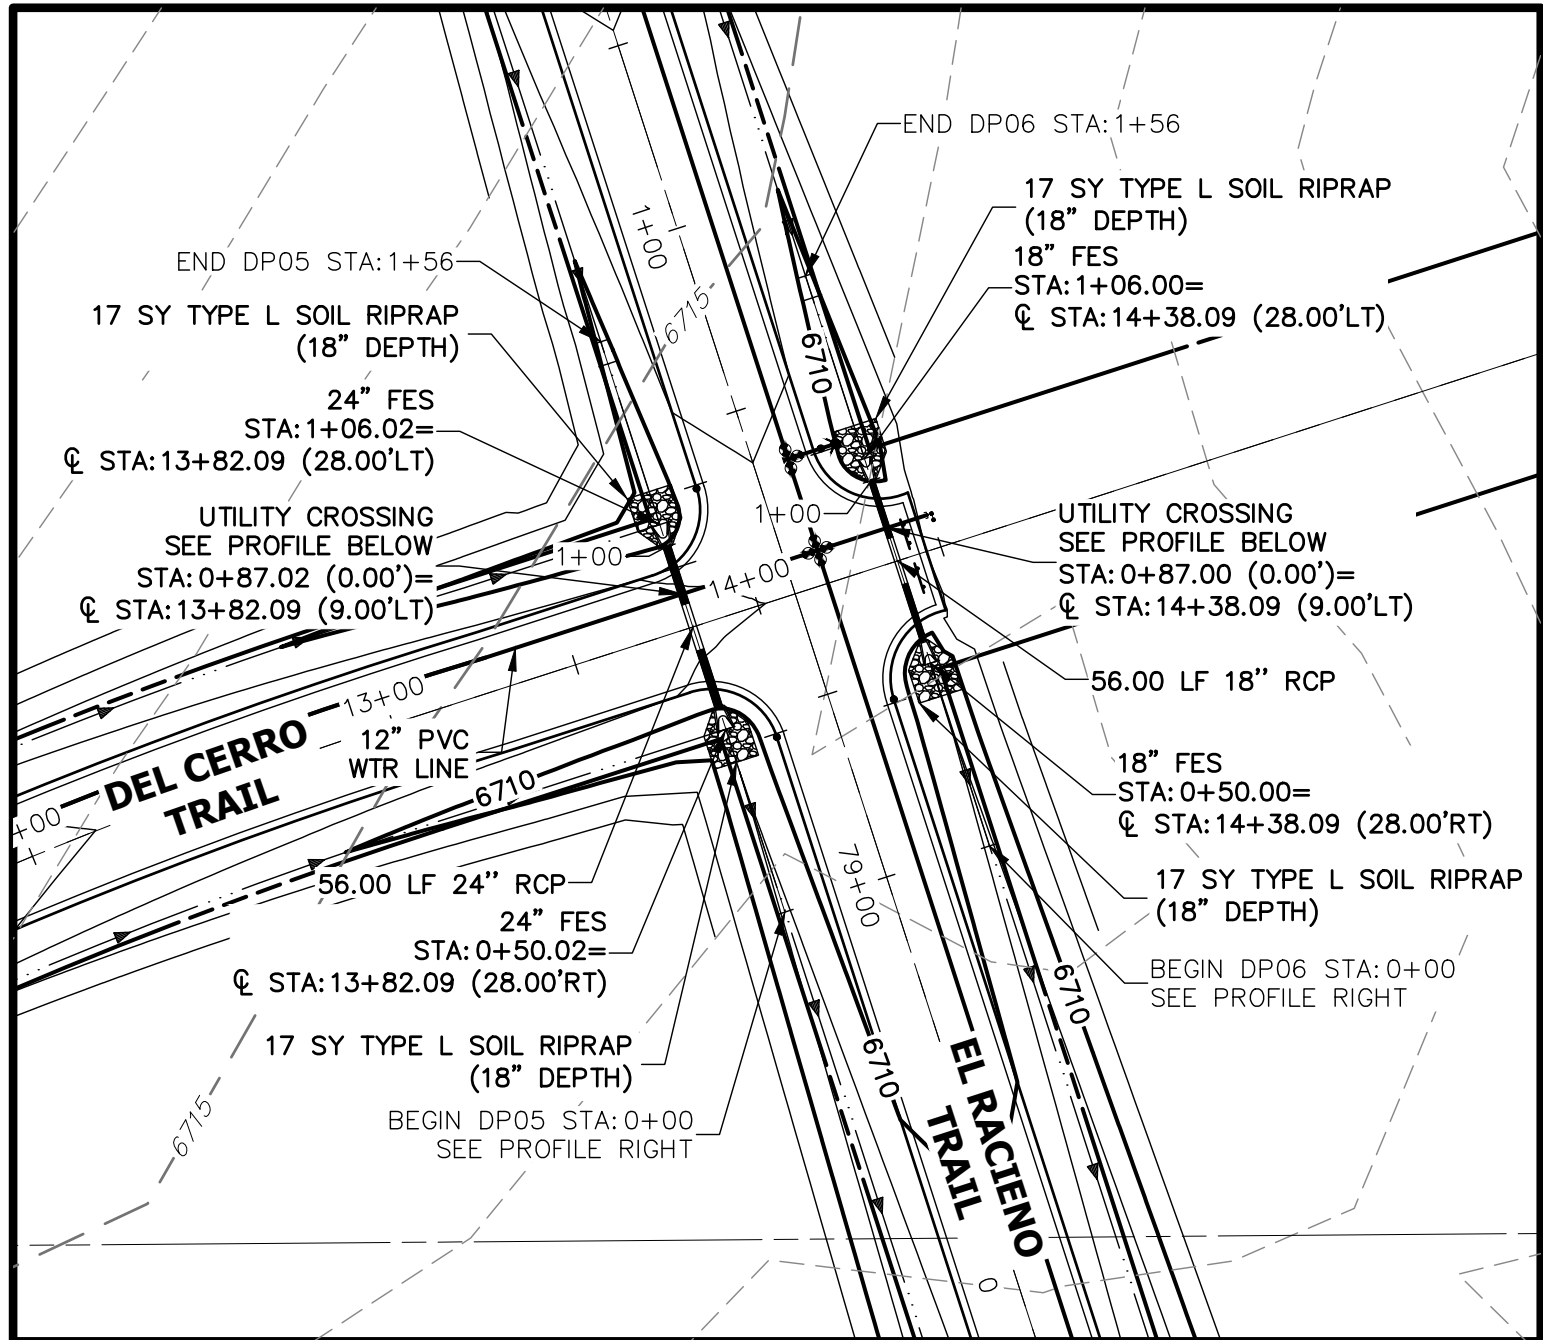 END DP06 STA:1+56
17 SY TYPE L SOIL RIPRAP
(18" DEPTH)
18" FES
STA:1+06.00=
℄ STA:14+38.09 (28.00'LT)
1+00
END DP05 STA:1+56
17 SY TYPE L SOIL RIPRAP
(18" DEPTH)
6715
6710
24" FES
STA:1+06.02=
℄ STA:13+82.09 (28.00'LT)
UTILITY CROSSING
SEE PROFILE BELOW
STA:0+87.02 (0.00')=
℄ STA:13+82.09 (9.00'LT)
1+00
1+00
14+00
UTILITY CROSSING
SEE PROFILE BELOW
STA:0+87.00 (0.00')=
℄ STA:14+38.09 (9.00'LT)
56.00 LF 18'' RCP
13+00
12" PVC
WTR LINE
DEL CERRO
TRAIL
+00
6710
18" FES
STA:0+50.00=
℄ STA:14+38.09 (28.00'RT)
79+00
56.00 LF 24'' RCP
17 SY TYPE L SOIL RIPRAP
(18" DEPTH)
24" FES
STA:0+50.02=
℄ STA:13+82.09 (28.00'RT)
BEGIN DP06 STA:0+00
SEE PROFILE RIGHT
6710
17 SY TYPE L SOIL RIPRAP
(18" DEPTH)
6710
BEGIN DP05 STA:0+00
SEE PROFILE RIGHT
6715
EL RACIENO
TRAIL
0